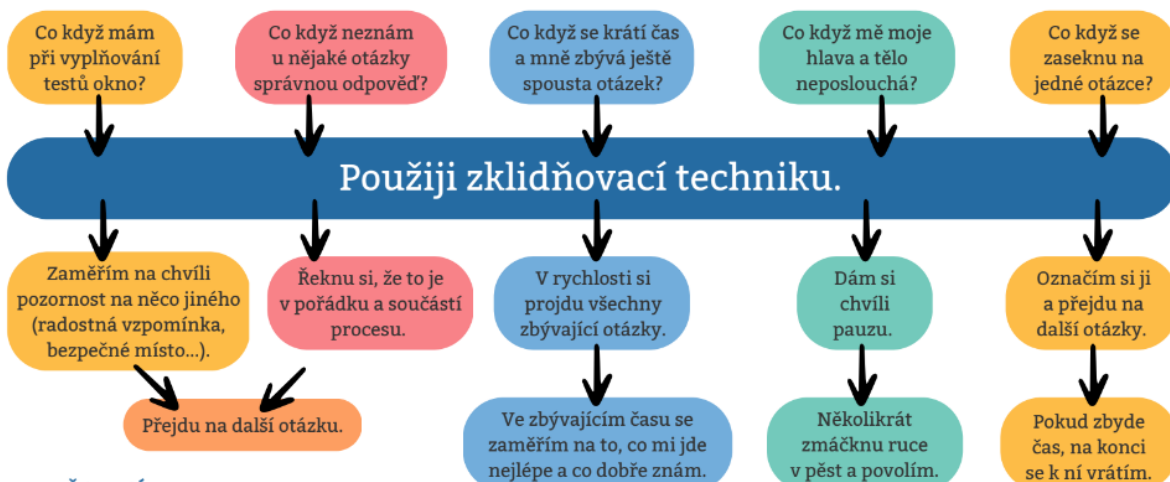 Co když mám
při vyplňování
testů okno?
Co když neznám
u nějaké otázky
správnou odpověď?
Co když se krátí čas
a mně zbývá ještě
spousta otázek?
Co když mě moje
hlava a tělo
neposlouchá?
Co když se
zaseknu na
jedné otázce?
Použiji zklidňovací techniku.
Zaměřím na chvíli
pozornost na něco jiného
(radostná vzpomínka,
bezpečné místo...).
Řeknu si, že to je
v pořádku a součástí
procesu.
V rychlosti si
projdu všechny
zbývající otázky.
Dám si
chvíli
pauzu.
Označím si ji
a přejdu na
další otázky.
Přejdu na další otázku.
Ve zbývajícím času se
zaměřím na to, co mi jde
nejlépe a co dobře znám.
Několikrát
zmáčknu ruce
v pěst a povolím.
Pokud zbyde
čas, na konci
se k ní vrátím.